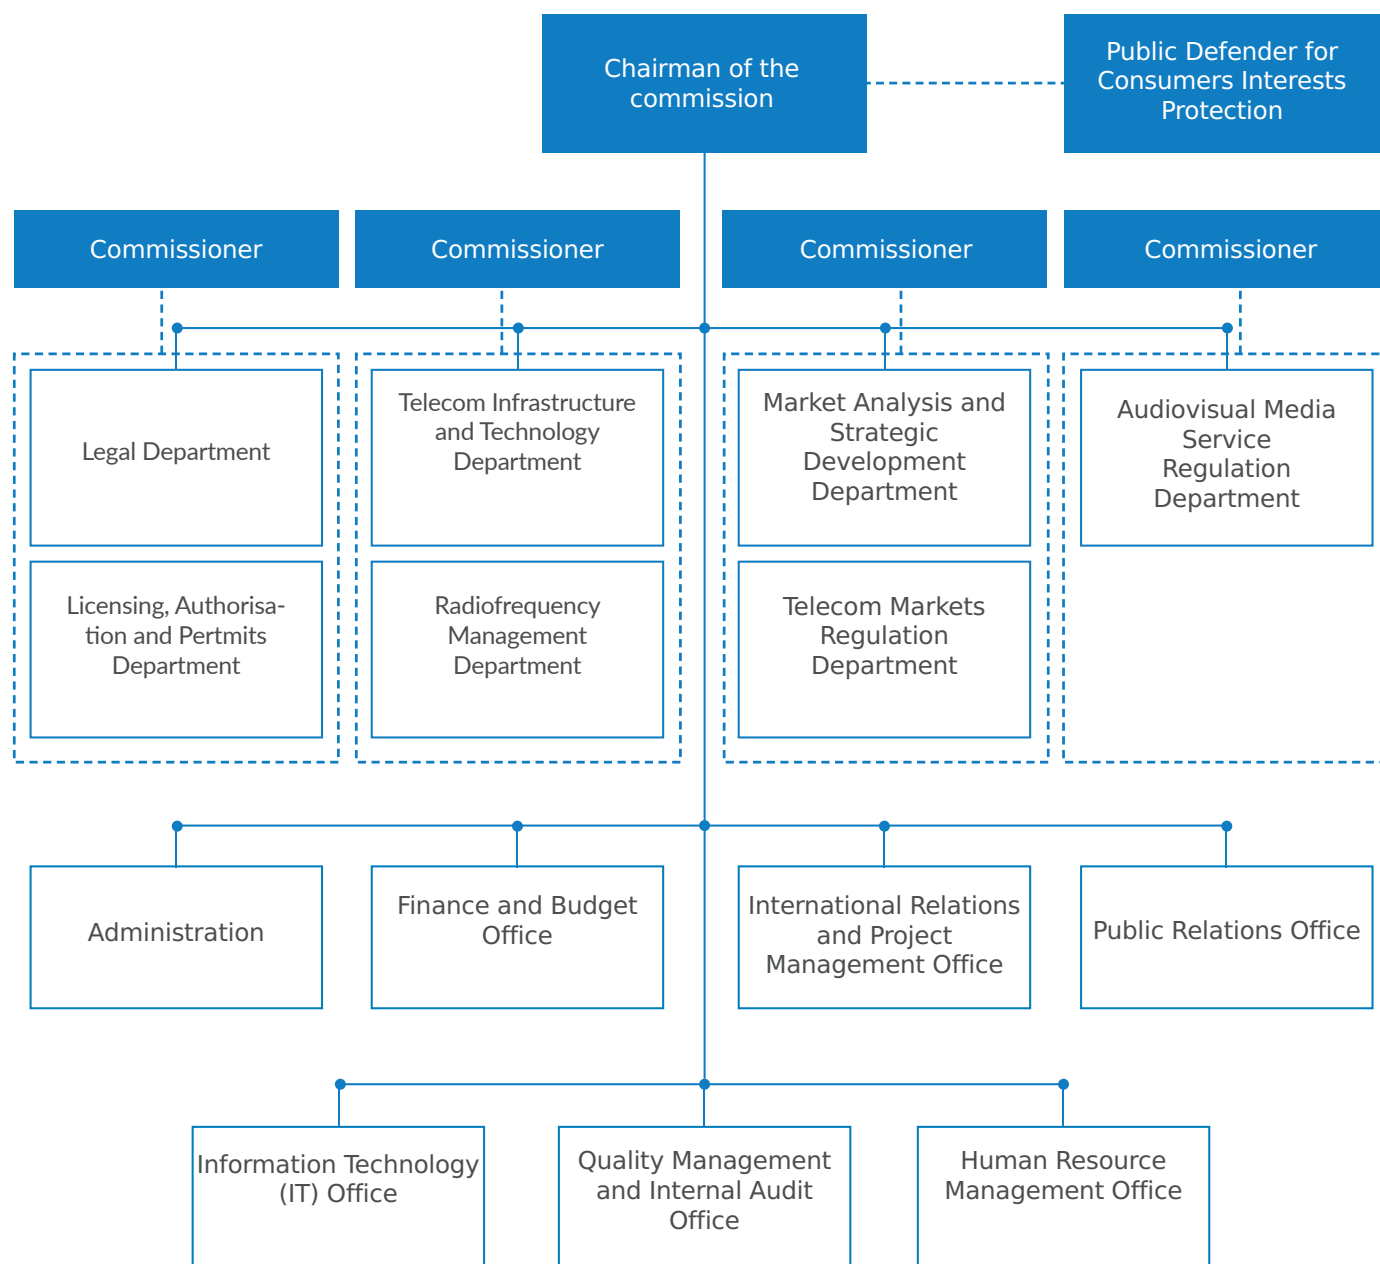 Chairman of the
commission
Public Defender for
Consumers Interests
Protection
Commissioner
Commissioner
Commissioner
Commissioner
Legal Department
Telecom Infrastructure
and Technology
Department
Market Analysis and
Strategic
Development
Department
Audiovisual Media
Service
Regulation
Department
Licensing, Authorisa-
tion and Pertmits
Department
Radiofrequency
Management
Department
Telecom Markets
Regulation
Department
Administration
Finance and Budget
Office
International Relations
and Project
Management Office
Public Relations Office
Information Technology
(IT) Office
Quality Management
and Internal Audit
Office
Human Resource
Management Office